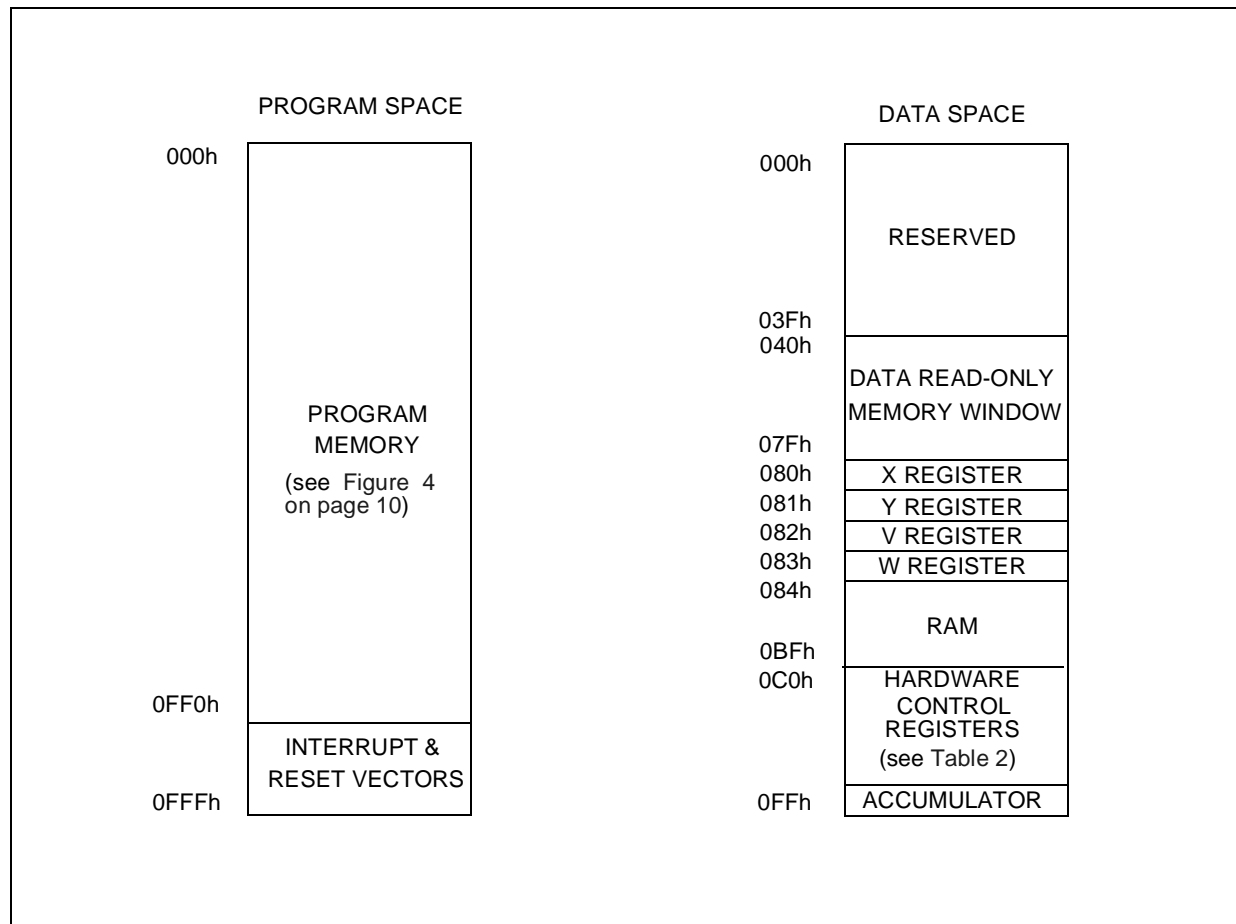 PROGRAM SPACE
000h
PROGRAM
MEMORY
(see Figure 4
on page 10)
0FF0h
INTERRUPT &
RESET VECTORS
0FFFh
DATA SPACE
000h
RESERVED
03Fh
040h
DATA READ-ONLY
MEMORY WINDOW
07Fh
080h X REGISTER
081h Y REGISTER
082h V REGISTER
083h W REGISTER
084h
RAM
0BFh
0C0h HARDWARE
CONTROL
REGISTERS
(see Table 2)
0FFh ACCUMULATOR